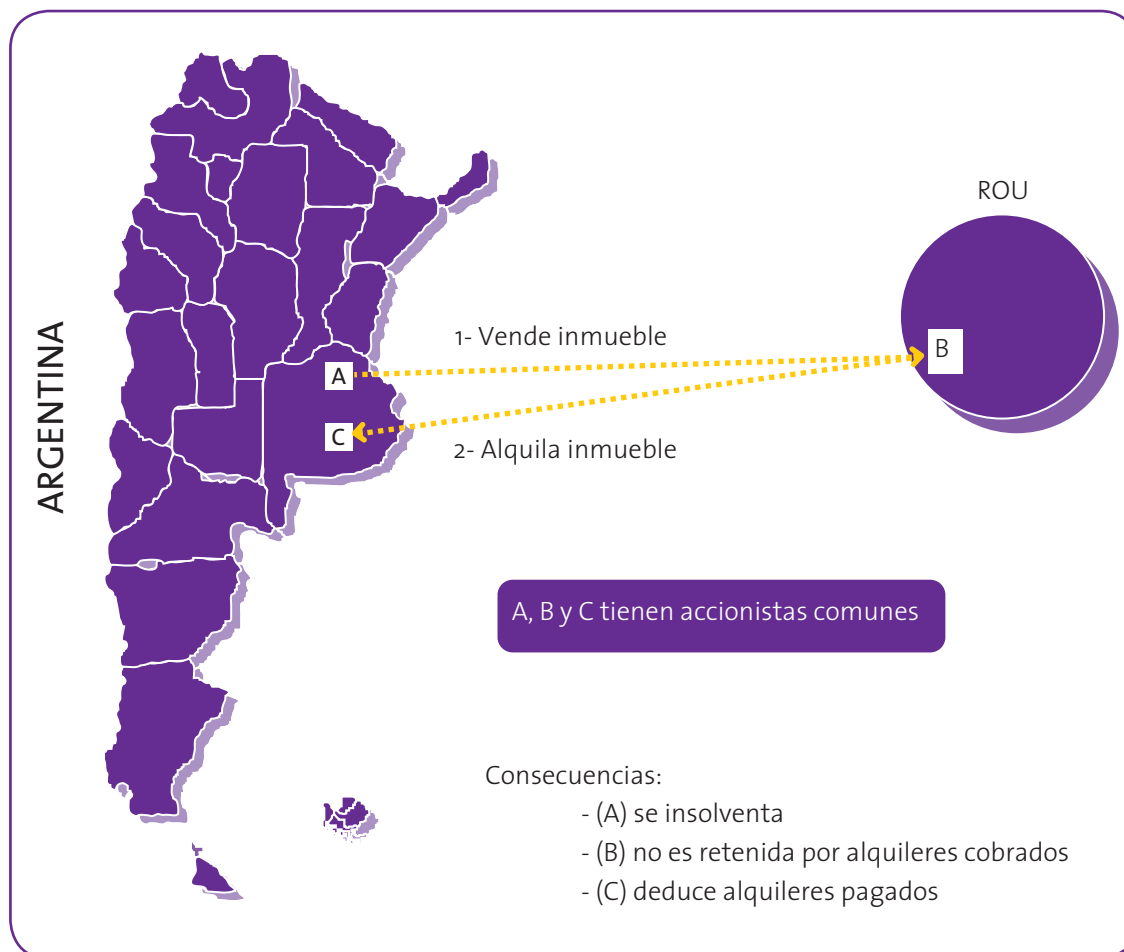 ARGENTINA
ROU
1- Vende inmueble
A
B
C
2- Alquila inmueble
A, B y C tienen accionistas comunes
Consecuencias:
- (A) se insolventa
- (B) no es retenida por alquileres cobrados
- (C) deduce alquileres pagados